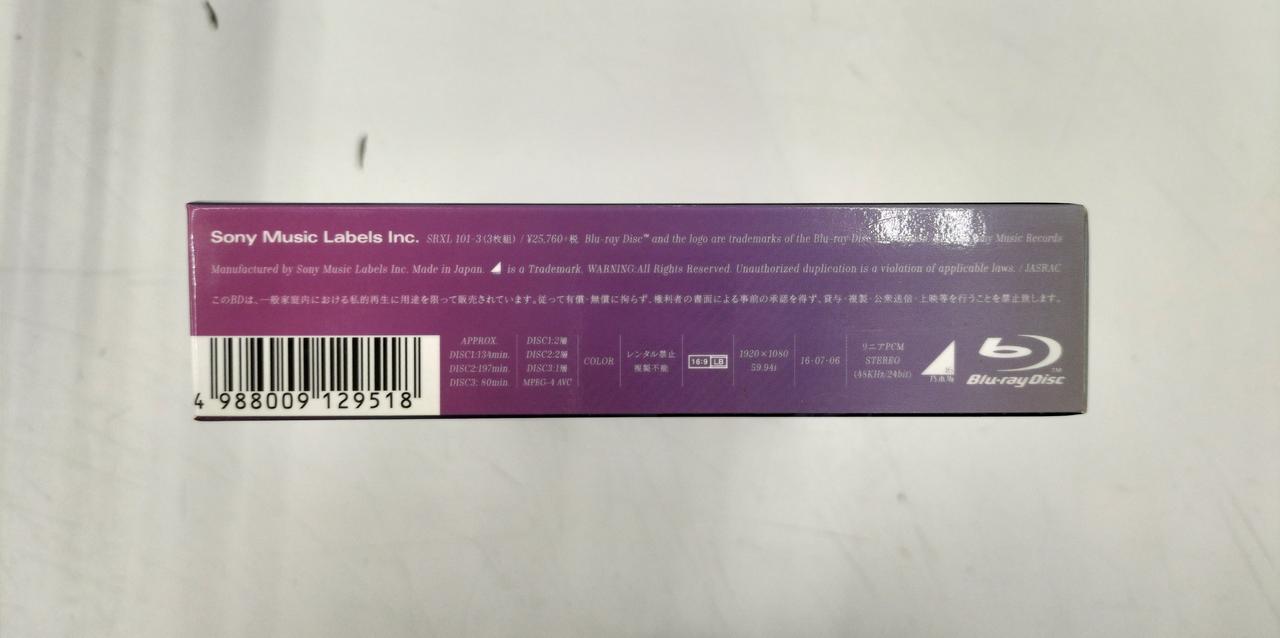 Sony Music Labels Inc. SRXL 101-3(3枚組) / ¥25,760+税 Blu-ray Disc™ and the logo are trademarks of the Blu-ray Disc Music Records
Manufactured by Sony Music Labels Inc. Made in Japan. is a Trademark. WARNING:All Rights Reserved. Unauthorized duplication is a violation of applicable laws. / JASRAC
このBDは、一般家庭内における私的再生に用途を限って販売されています。従って有償・無償に拘らず、権利者の書面による事前の承認を得ず、貸与・複製・公衆送信・上映等を行うことを禁止致します。
APPROX.
DISC1:134min.
DISC2:197min.
DISC3: 80min
DISC1:2層
DISC2:2層
DISC3:1層
MPEG-4 AVC
COLOR
レンタル禁止
複製不能
16:9 LB
1920×1080
59.94i
16·07·06
リニアPCM
STEREO
(48KHz/24bit)
乃木坂
46
Blu-ray Disc™
4 988009 129518